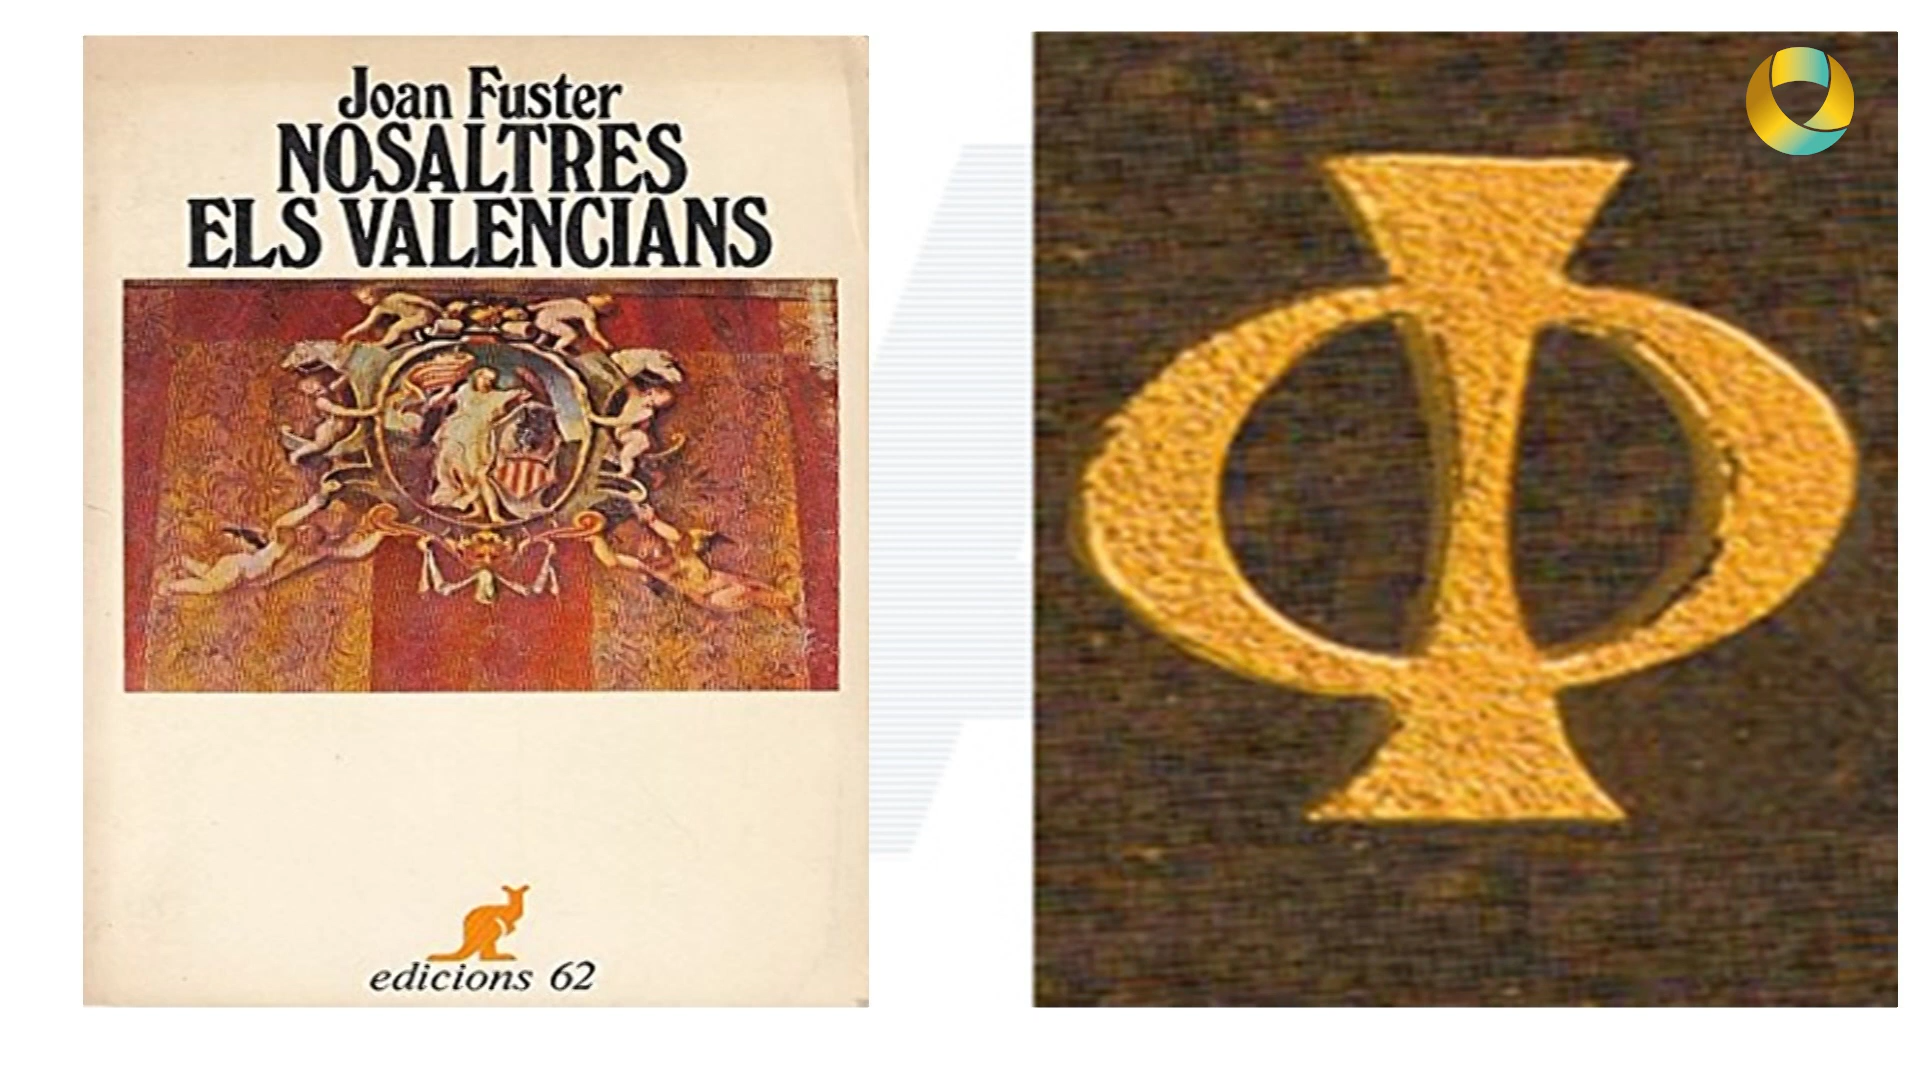 Joan Fuster
NOSALTRES
ELS VALENCIANS
edicions 62
Φ